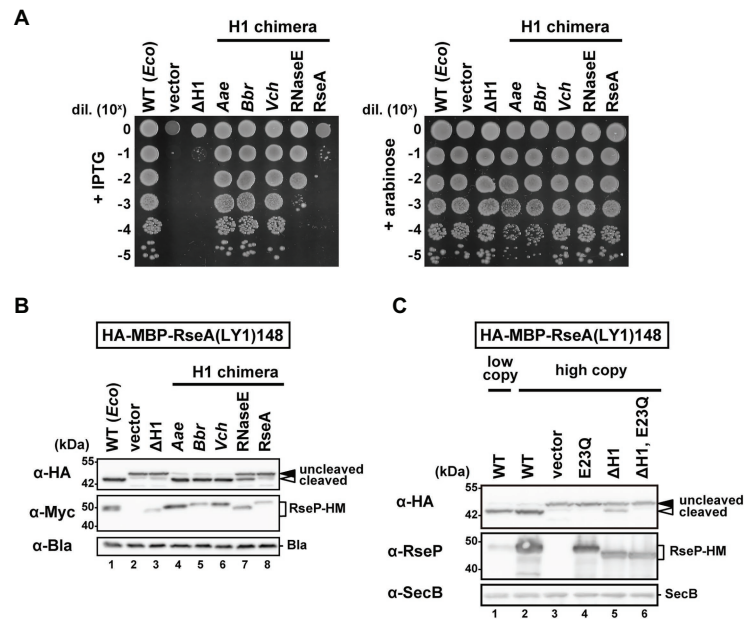 A
H1 chimera
H1 chimera
dil. (10ˣ)
WT (Eco)
vector
ΔH1
Aae
Bbr
Vch
RNaseE
RseA
dil. (10ˣ)
WT (Eco)
vector
ΔH1
Aae
Bbr
Vch
RNaseE
RseA
+ IPTG
0
-1
-2
-3
-4
-5
+ arabinose
0
-1
-2
-3
-4
-5
B
HA-MBP-RseA(LY1)148
H1 chimera
WT (Eco)
vector
ΔH1
Aae
Bbr
Vch
RNaseE
RseA
(kDa)
α-HA
55
42
uncleaved
cleaved
α-Myc
50
40
RseP-HM
α-Bla
Bla
1 2 3 4 5 6 7 8
C
HA-MBP-RseA(LY1)148
low
copy
high copy
WT
WT
vector
E23Q
ΔH1
ΔH1, E23Q
(kDa)
α-HA
55
42
uncleaved
cleaved
α-RseP
50
40
RseP-HM
α-SecB
SecB
1 2 3 4 5 6